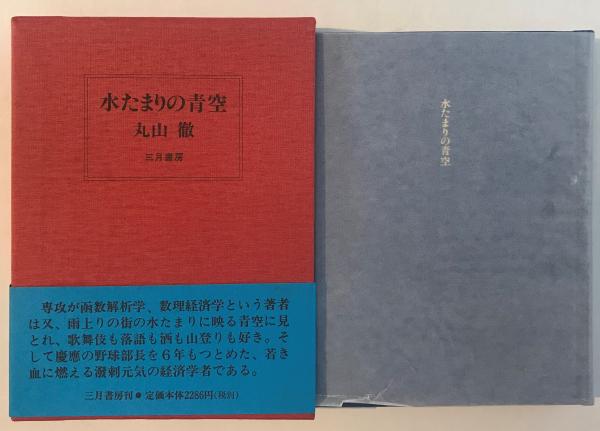 水たまりの青空
丸山 徹
三月書房
専攻が函数解析学、数理経済学という著者
は又、雨上りの街の水たまりに映る青空に見
とれ、歌舞伎も落語も酒も山登りも好き。そ
して慶應の野球部長を6年もつとめた、若き
血に燃える潑剌元気の経済学者である。
三月書房刊● 定価本体2286円(税別)
水たまりの青空